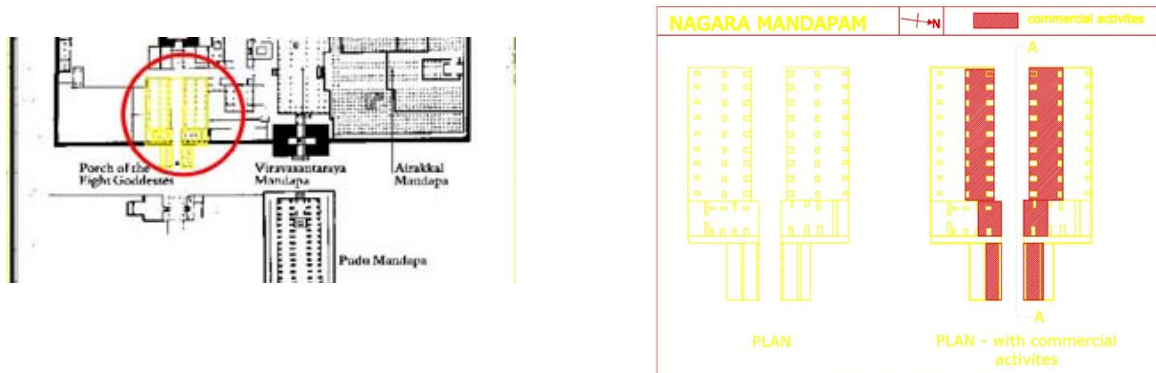 Porch of the
Eight Goddesses
Viravasantaraya
Mandapa
Airakkal
Mandapa
Pudu Mandapa
NAGARA MANDAPAM
N
commercial activites
A
A
PLAN
PLAN - with commercial
activites